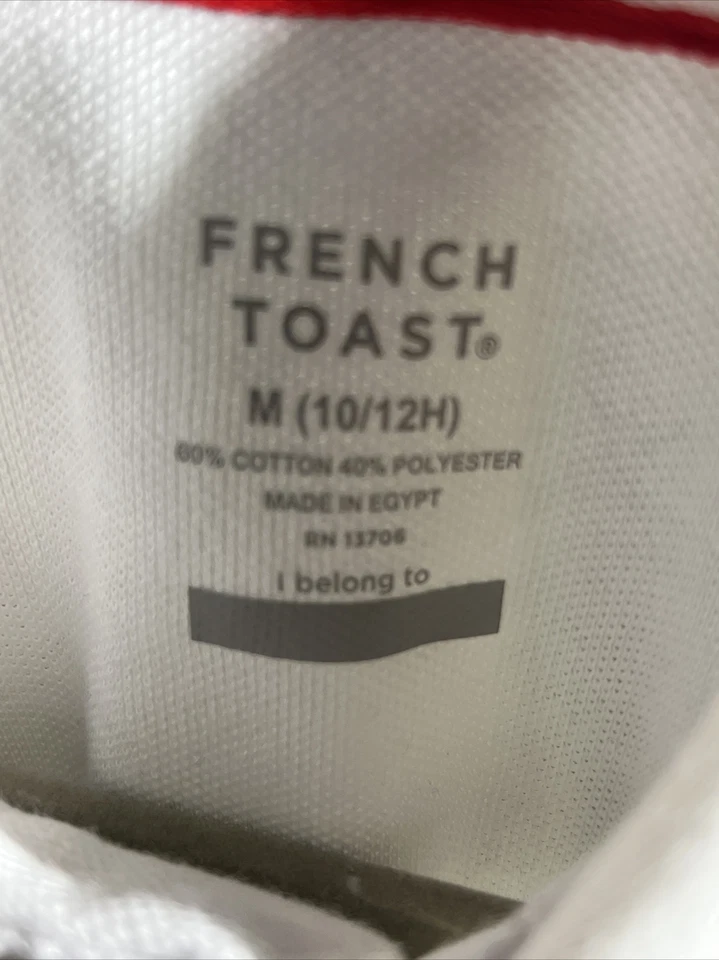 FRENCH
TOAST®
M (10/12H)
60% COTTON 40% POLYESTER
MADE IN EGYPT
RN 13706
I belong to